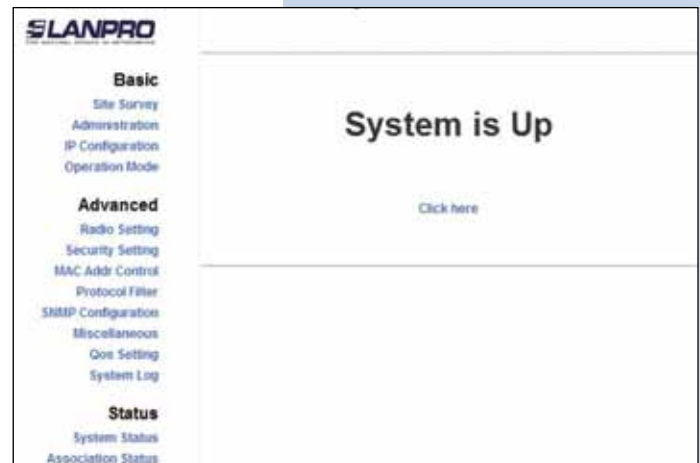 LANPRO
Basic
Site Survey
Administration
IP Configuration
Operation Mode
Advanced
Radio Setting
Security Setting
MAC Addr Control
Protocol Filter
SNMP Configuration
Miscellaneous
Qos Setting
System Log
Status
System Status
Association Status
System is Up
Click here